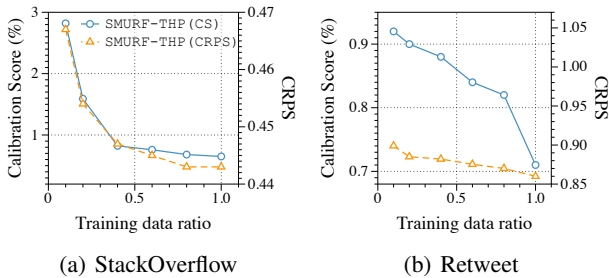 Calibration Score (%)
3
2
1
0
0.5
1.0
0.47
0.46
0.45
0.44
CRPS
SMURF-THP(CS)
SMURF-THP(CRPS)
Training data ratio
(a) StackOverflow
Calibration Score (%)
0.9
0.8
0.7
0
0.5
1.0
1.05
1.00
0.95
0.90
0.85
CRPS
Training data ratio
(b) Retweet